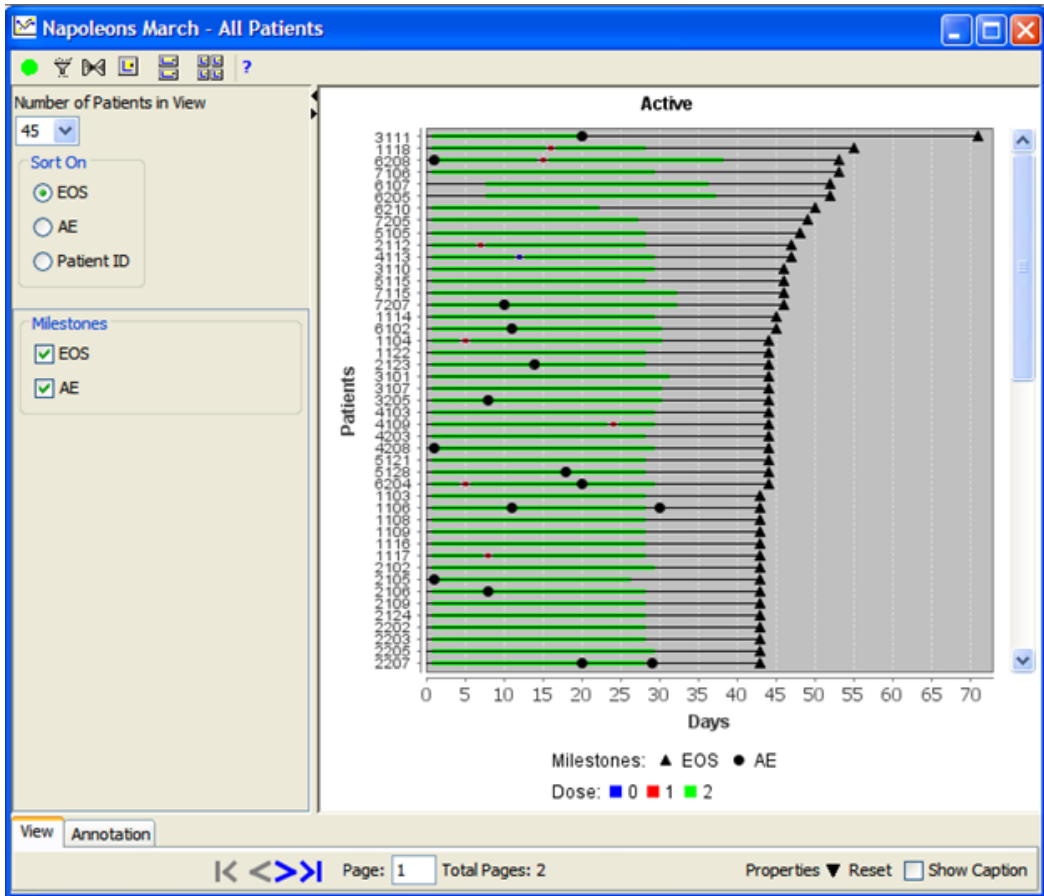 Napoleons March - All Patients
?
Number of Patients in View
45
Sort On
EOS
AE
Patient ID
Milestones
EOS
AE
Active
Patients
3111
1118
6208
7106
6107
6205
6210
7205
5105
2112
4113
3110
5115
7115
7207
1114
6102
1104
1122
2123
3101
3107
3205
4103
4109
4203
4208
5121
5128
6204
1103
1106
1108
1109
1116
1117
2102
2105
2106
2109
2124
2202
2203
2205
2207
0 5 10 15 20 25 30 35 40 45 50 55 60 65 70
Days
Milestones: EOS AE
Dose: 0 1 2
View Annotation
Page: 1 Total Pages: 2 Properties Reset Show Caption